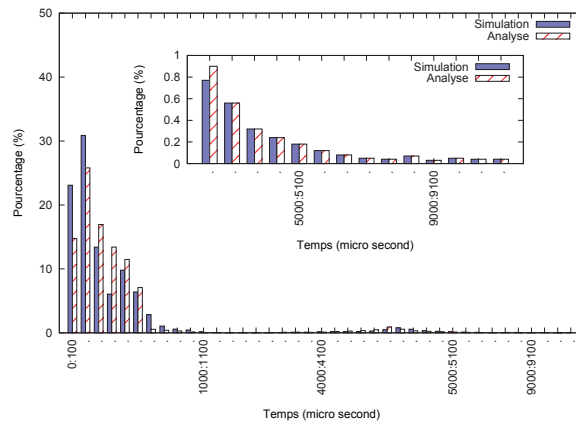 50
40
30
20
10
0
Pourcentage (%)
Simulation
Analyse
1
0.8
0.6
0.4
0.2
0
Pourcentage (%)
Simulation
Analyse
5000:5100
9000:9100
Temps (micro second)
0:100
1000:1100
4000:4100
5000:5100
9000:9100
Temps (micro second)